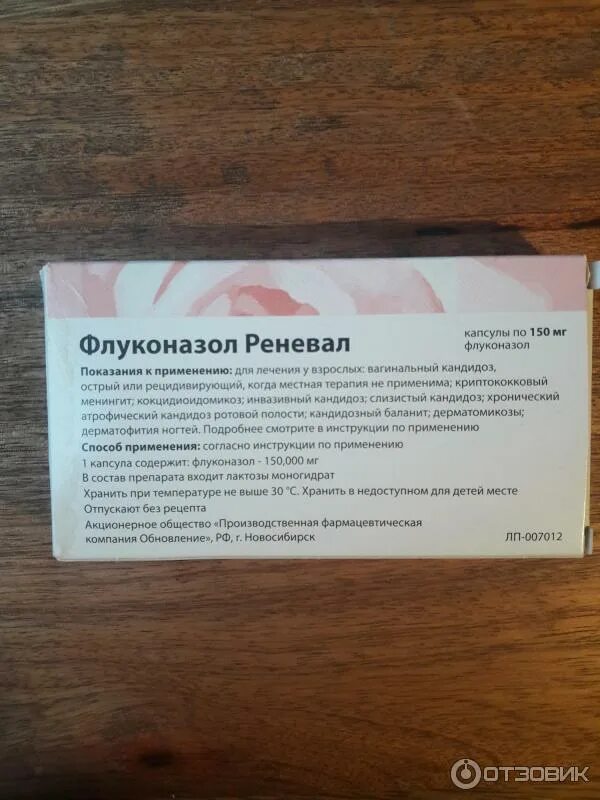 Флуконазол Реневал
капсулы по 150 мг
флуконазол
Показания к применению: для лечения у взрослых: вагинальный кандидоз,
острый или рецидивирующий, когда местная терапия не применима; криптококковый
менингит; кокцидиоидомикоз; инвазивный кандидоз; слизистый кандидоз; хронический
атрофический кандидоз ротовой полости; кандидозный баланит; дерматомикозы;
дерматофития ногтей. Подробнее смотрите в инструкции по применению
Способ применения: согласно инструкции по применению
1 капсула содержит: флуконазол - 150,000 мг
В состав препарата входит лактозы моногидрат
Хранить при температуре не выше 30 °С. Хранить в недоступном для детей месте
Отпускают без рецепта
Акционерное общество «Производственная фармацевтическая
компания Обновление», РФ, г. Новосибирск
ЛП-007012
ОТЗОВИК